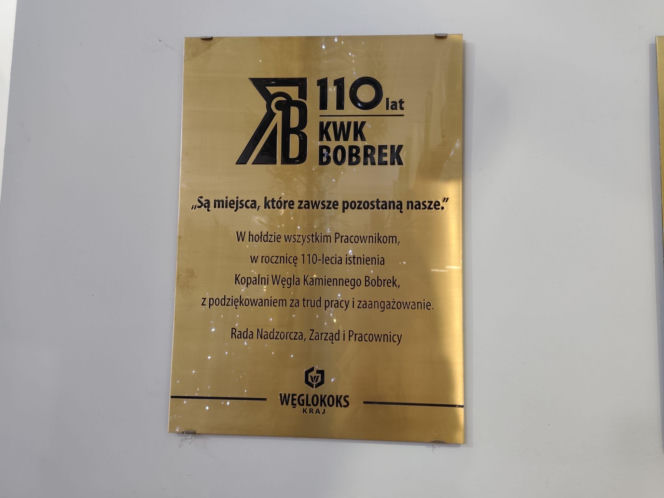 110 lat
KWK
BOBREK
„Są miejsca, które zawsze pozostaną nasze.”
W hołdzie wszystkim Pracownikom,
w rocznicę 110-lecia istnienia
Kopalni Węgla Kamiennego Bobrek,
z podziękowaniem za trud pracy i zaangażowanie.
Rada Nadzorcza, Zarząd i Pracownicy
WĘGLOKOKS
KRAJ